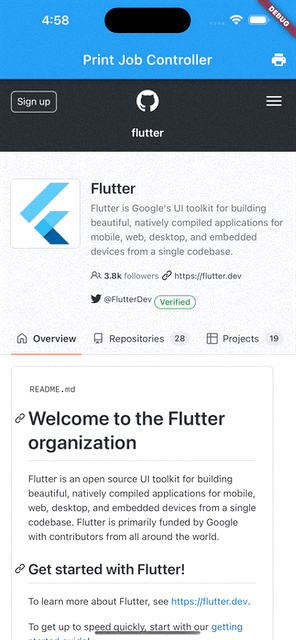 4:58
DEBUG
Print Job Controller
Sign up
flutter
Flutter
Flutter is Google's UI toolkit for building
beautiful, natively compiled applications for
mobile, web, desktop, and embedded
devices from a single codebase.
3.8k followers https://flutter.dev
@FlutterDev Verified
Overview Repositories 28 Projects 19
README.md
Welcome to the Flutter
organization
Flutter is an open source UI toolkit for building
beautiful, natively compiled applications for mobile,
web, desktop, and embedded devices from a single
codebase. Flutter is primarily funded by Google
with contributors from all around the world.
Get started with Flutter!
To learn more about Flutter, see https://flutter.dev.
To get up to speed quickly, start with our getting
started guide!